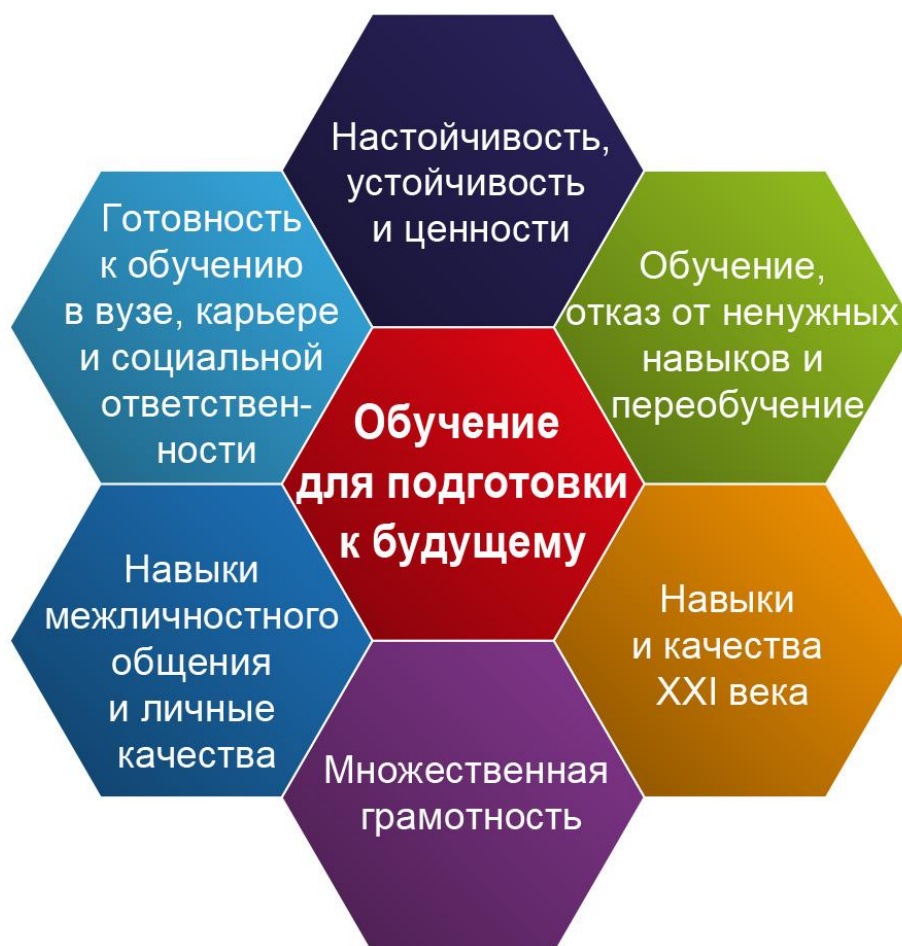 Настойчивость,
устойчивость
и ценности
Готовность
к обучению
в вузе, карьере
и социальной
ответствен-
ности
Обучение,
отказ от ненужных
навыков и
переобучение
Обучение
для подготовки
к будущему
Навыки
межличностного
общения
и личные
качества
Навыки
и качества
XXI века
Множественная
грамотность